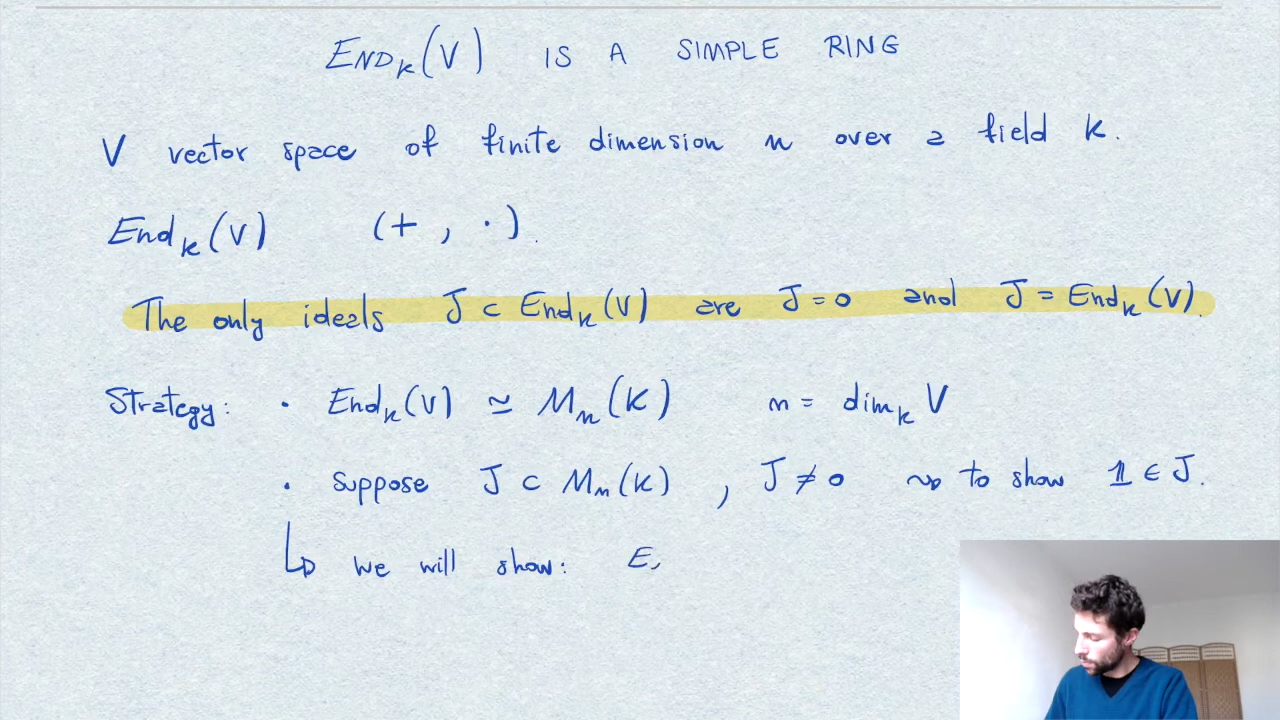 END_k(V) IS A SIMPLE RING
V vector space of finite dimension n over a field k.
End_k(V) (+, ·).
The only ideals J ⊂ End_k(V) are J = 0 and J = End_k(V).
Strategy: · End_k(V) ≃ M_n(k) n = dim_k V
· suppose J ⊂ M_n(k), J ≠ 0 ⇝ to show 𝟙 ∈ J.
↳ we will show: E,